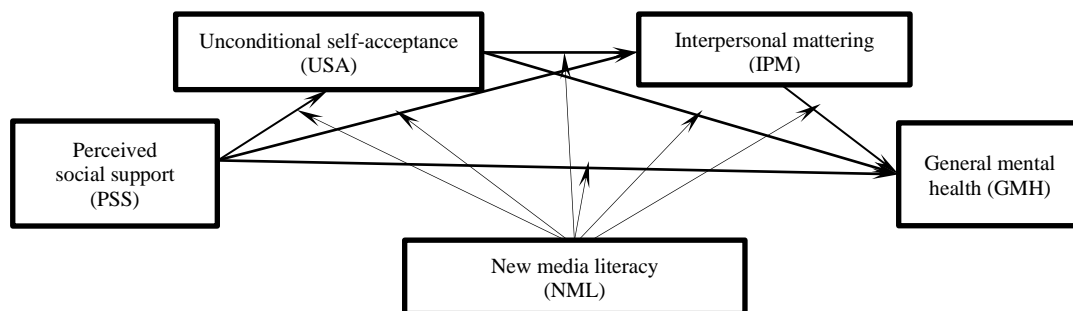 Unconditional self-acceptance
(USA)
Interpersonal mattering
(IPM)
Perceived
social support
(PSS)
General mental
health (GMH)
New media literacy
(NML)